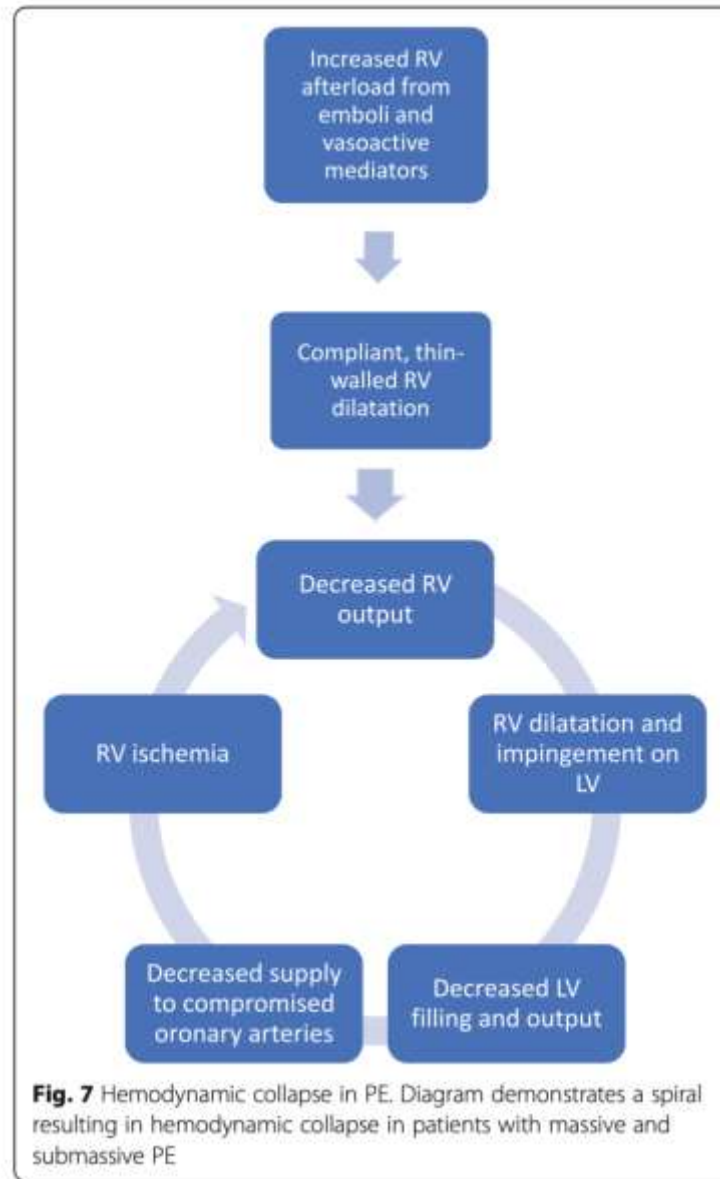 Increased RV
afterload from
emboli and
vasoactive
mediators
Compliant, thin-
walled RV
dilatation
Decreased RV
output
RV dilatation and
impingement on
LV
Decreased LV
filling and output
Decreased supply
to compromised
oronary arteries
RV ischemia
Fig. 7 Hemodynamic collapse in PE. Diagram demonstrates a spiral
resulting in hemodynamic collapse in patients with massive and
submassive PE